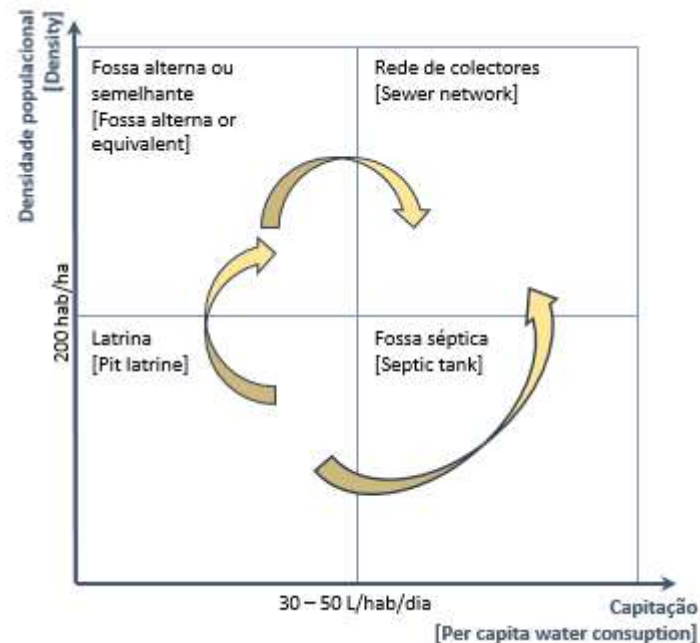 Densidade populacional
[Density]
Fossa alterna ou
semelhante
[Fossa alterna or
equivalent]
Rede de colectores
[Sewer network]
200 hab/ha
Latrina
[Pit latrine]
Fossa séptica
[Septic tank]
30 – 50 L/hab/dia
Capitação
[Per capita water consuption]